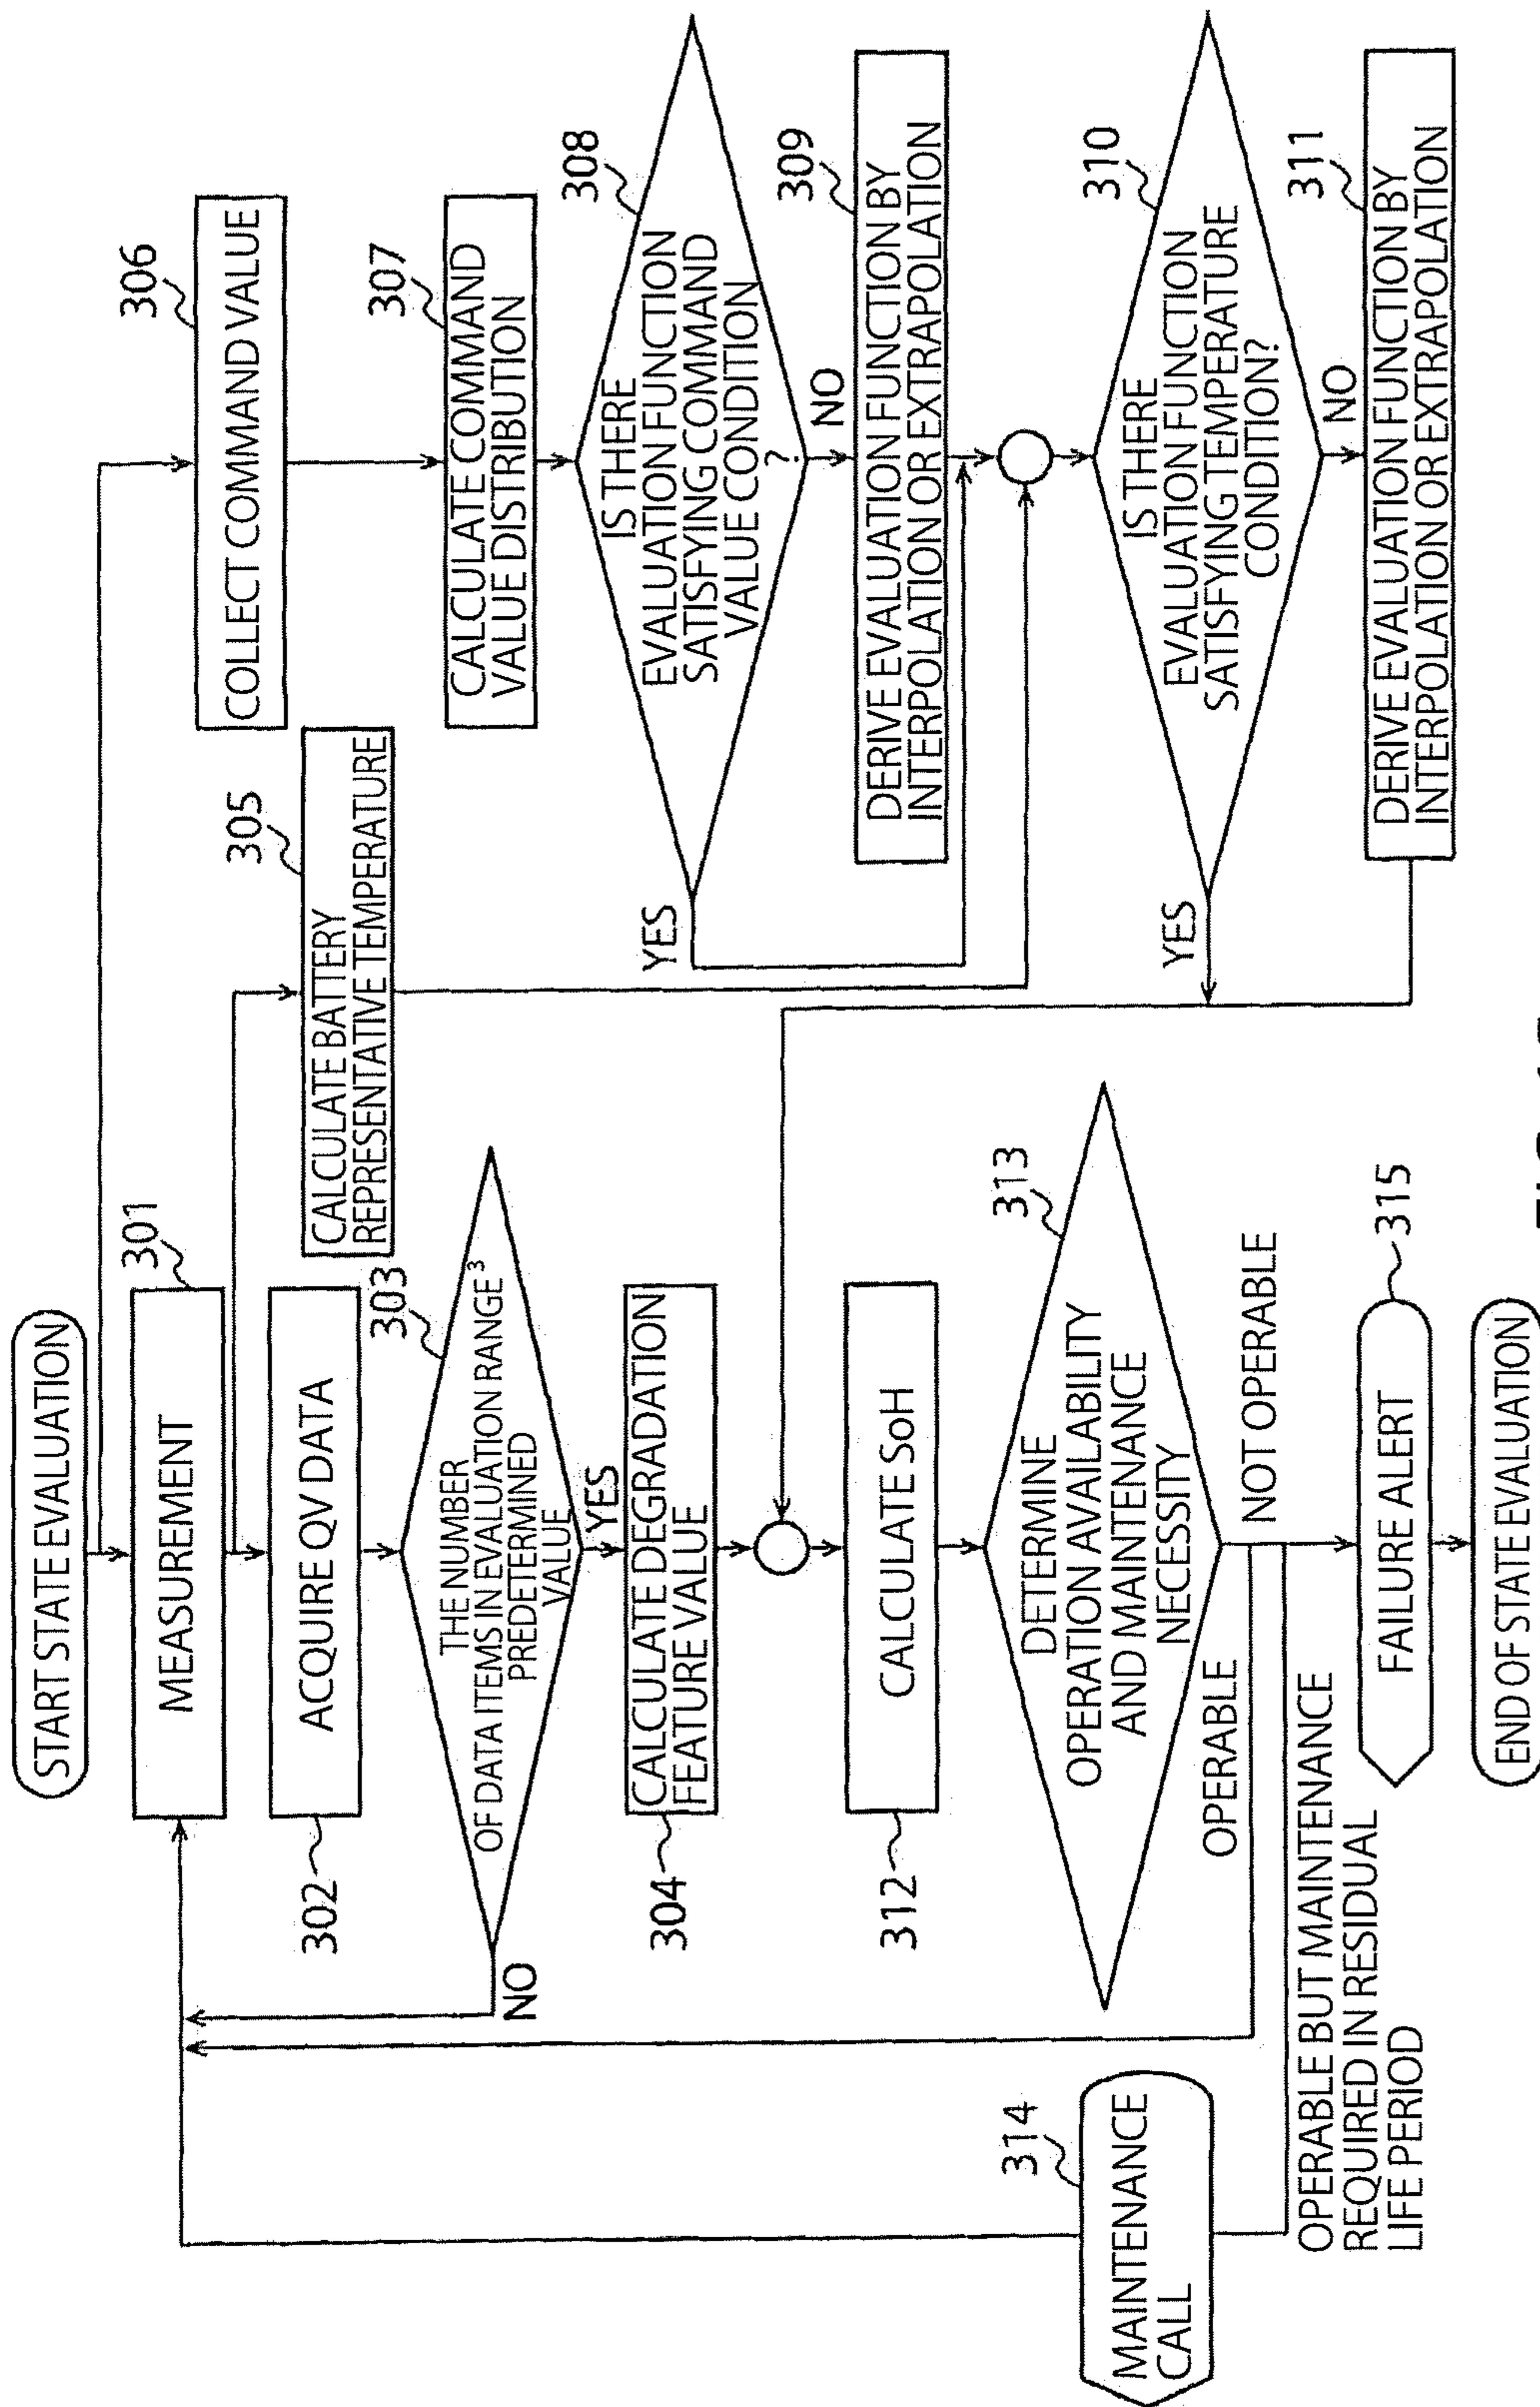 START STATE EVALUATION
MEASUREMENT
301
ACQUIRE QV DATA
302
THE NUMBER
OF DATA ITEMS IN EVALUATION RANGE ³
PREDETERMINED
VALUE
303
NO
YES
CALCULATE DEGRADATION
FEATURE VALUE
304
CALCULATE BATTERY
REPRESENTATIVE TEMPERATURE
305
COLLECT COMMAND VALUE
306
CALCULATE COMMAND
VALUE DISTRIBUTION
307
IS THERE
EVALUATION FUNCTION
SATISFYING COMMAND
VALUE CONDITION
?
308
YES
NO
DERIVE EVALUATION FUNCTION BY
INTERPOLATION OR EXTRAPOLATION
309
IS THERE
EVALUATION FUNCTION
SATISFYING TEMPERATURE
CONDITION?
310
YES
NO
DERIVE EVALUATION FUNCTION BY
INTERPOLATION OR EXTRAPOLATION
311
CALCULATE SoH
312
DETERMINE
OPERATION AVAILABILITY
AND MAINTENANCE
NECESSITY
313
OPERABLE
NOT OPERABLE
OPERABLE BUT MAINTENANCE
REQUIRED IN RESIDUAL
LIFE PERIOD
MAINTENANCE
CALL
314
FAILURE ALERT
315
END OF STATE EVALUATION